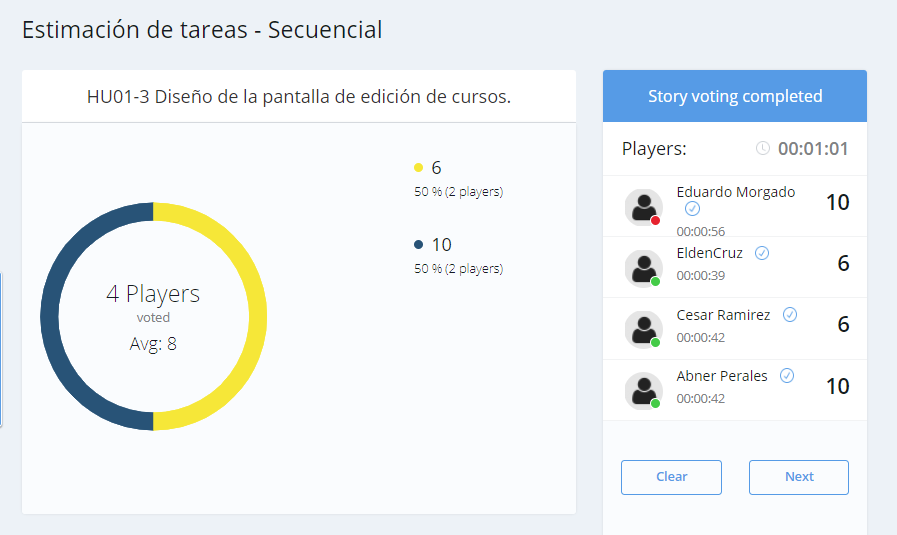 Estimación de tareas - Secuencial
HU01-3 Diseño de la pantalla de edición de cursos.
6
50 % (2 players)
10
50 % (2 players)
4 Players
voted
Avg: 8
Story voting completed
Players:
00:01:01
Eduardo Morgado
10
00:00:56
EldenCruz
6
00:00:39
Cesar Ramirez
6
00:00:42
Abner Perales
10
00:00:42
Clear
Next